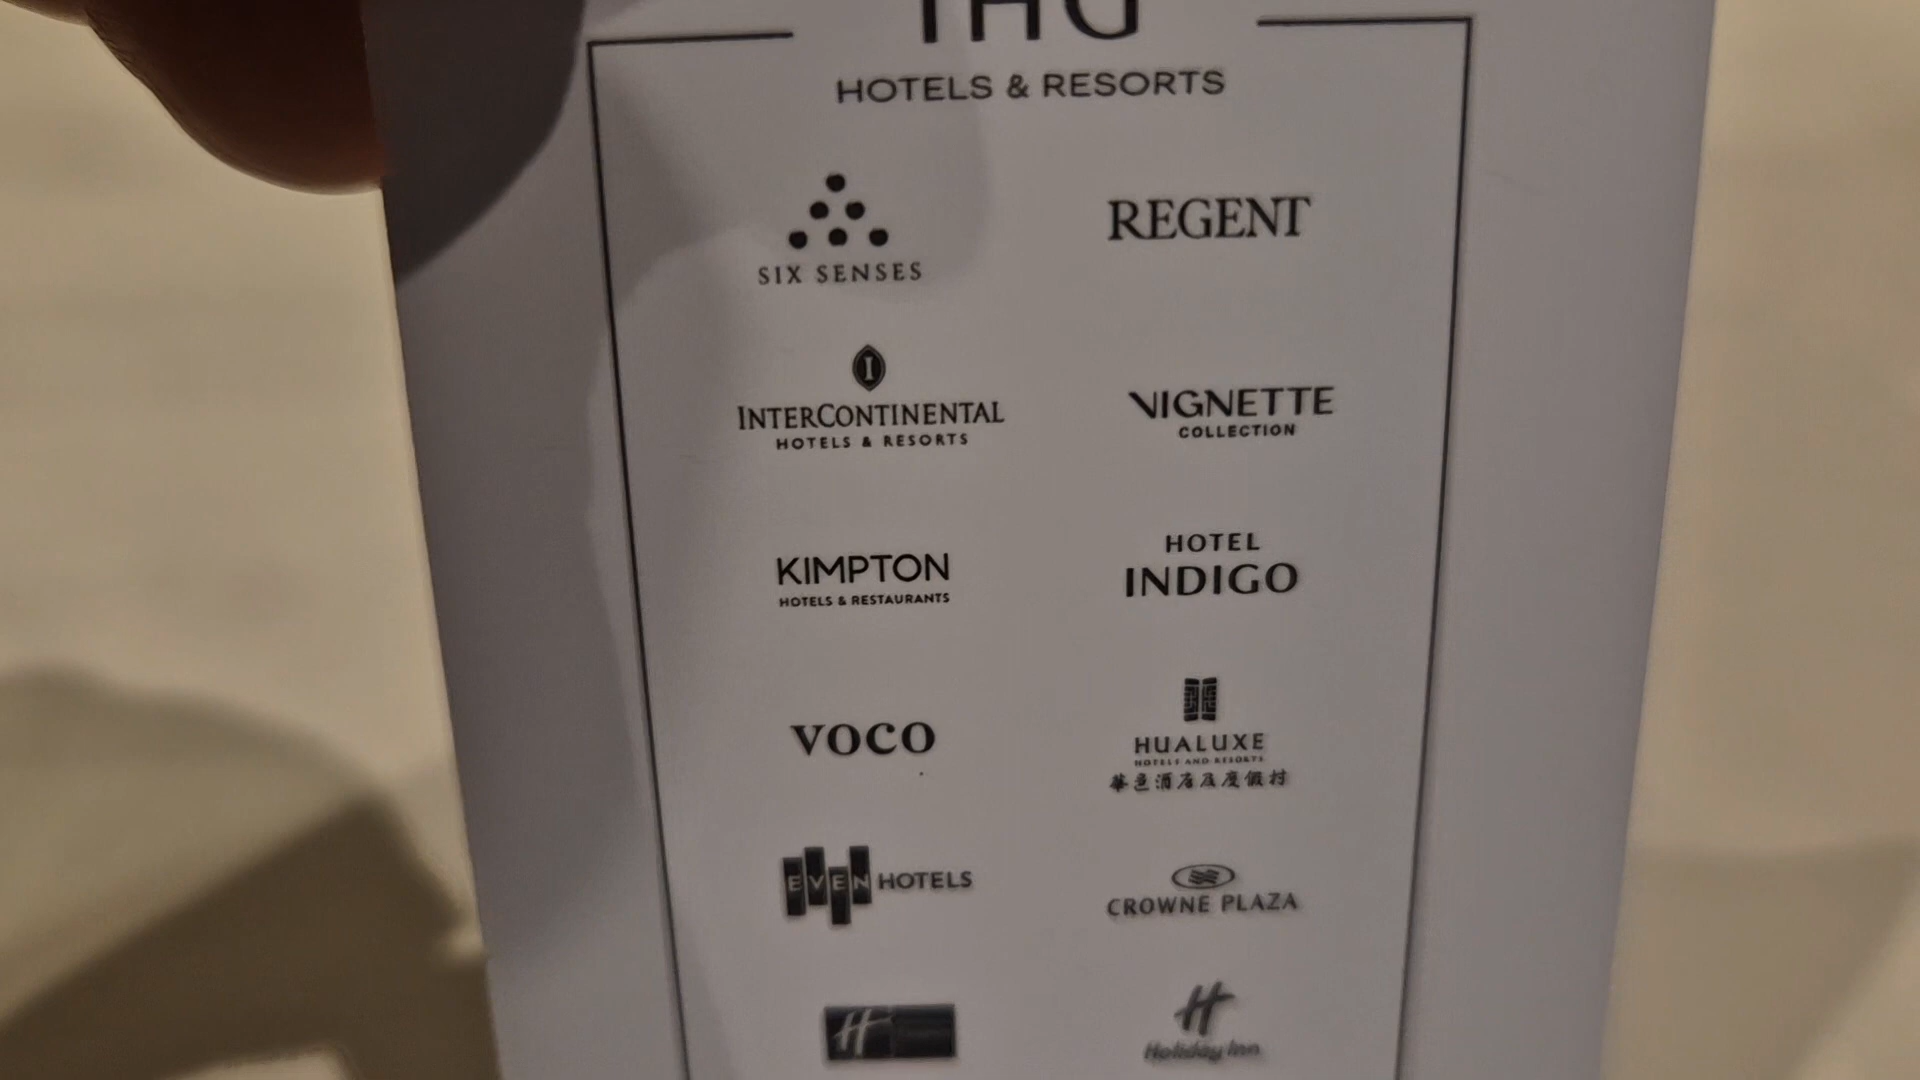 IHG
HOTELS & RESORTS
SIX SENSES
REGENT
I
INTERCONTINENTAL
HOTELS & RESORTS
VIGNETTE
COLLECTION
KIMPTON
HOTELS & RESTAURANTS
HOTEL
INDIGO
VOCO
HUALUXE
HOTELS AND RESORTS
華邑酒店及度假村
EVEN HOTELS
CROWNE PLAZA
H
H
Holiday Inn